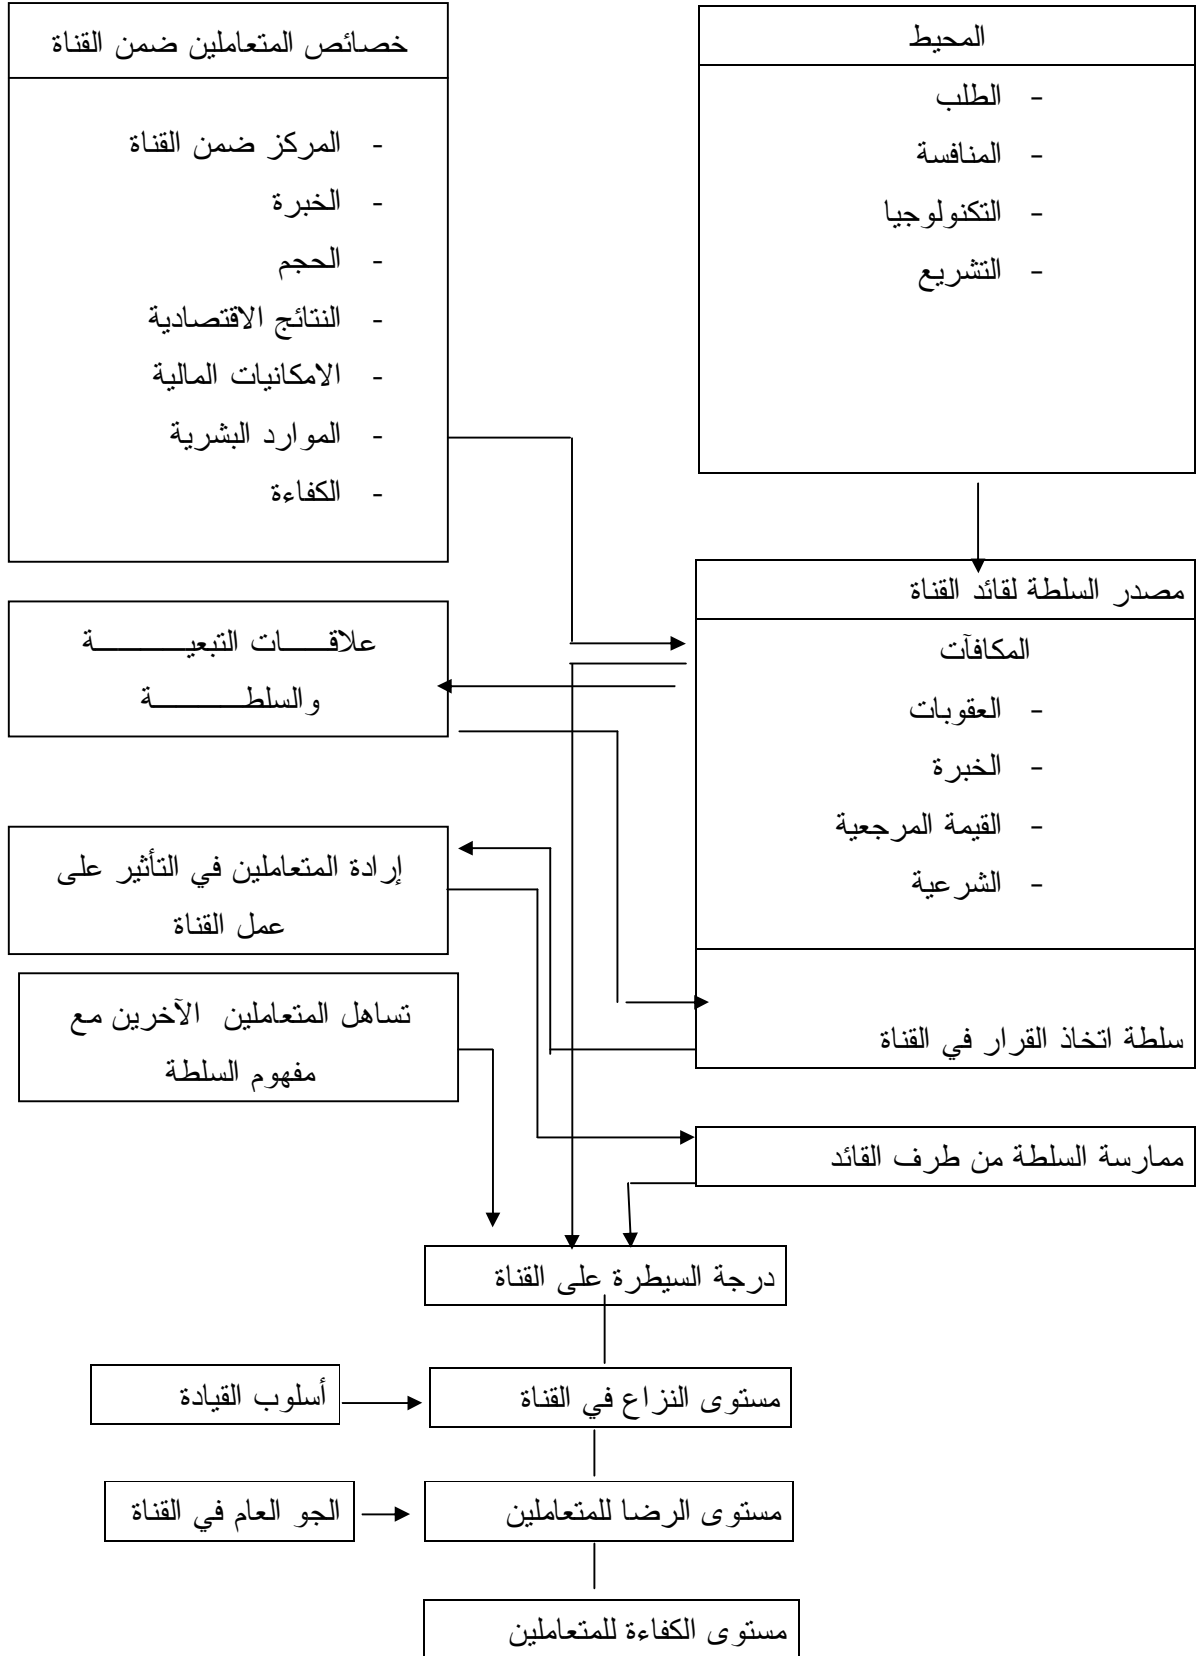 المحيط
- الطلب
- المنافسة
- التكنولوجيا
- التشريع
خصائص المتعاملين ضمن القناة
- المركز ضمن القناة
- الخبرة
- الحجم
- النتائج الاقتصادية
- الامكانيات المالية
- الموارد البشرية
- الكفاءة
مصدر السلطة لقائد القناة
المكافآت
- العقوبات
- الخبرة
- القيمة المرجعية
- الشرعية
سلطة اتخاذ القرار في القناة
علاقـــــات التبعيـــــــــــة
والسلطـــــــــــة
إرادة المتعاملين في التأثير على
عمل القناة
تساهل المتعاملين الآخرين مع
مفهوم السلطة
ممارسة السلطة من طرف القائد
درجة السيطرة على القناة
مستوى النزاع في القناة
أسلوب القيادة
مستوى الرضا للمتعاملين
الجو العام في القناة
مستوى الكفاءة للمتعاملين